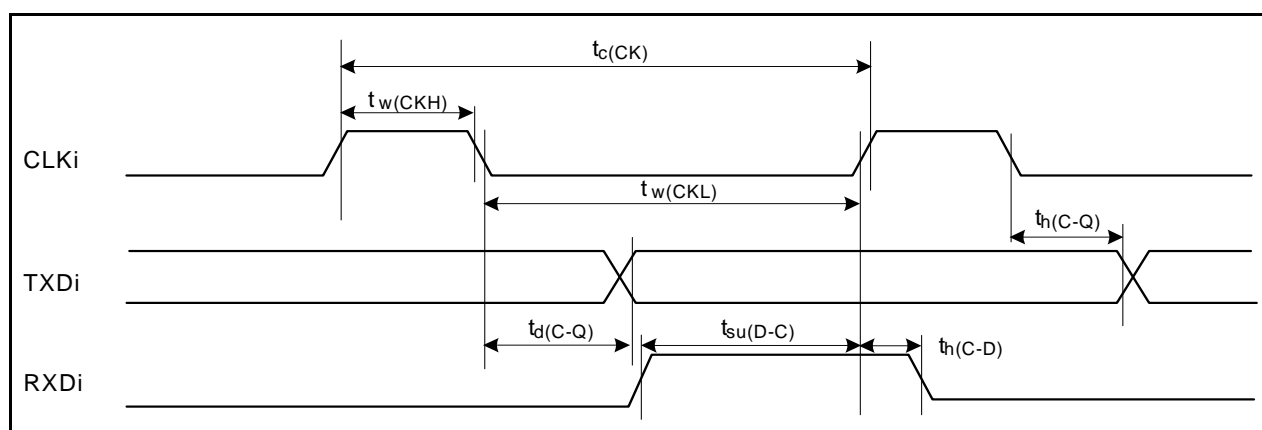 tc(CK)
tw(CKH)
CLKi
tw(CKL)
th(C-Q)
TXDi
td(C-Q)
tsu(D-C)
th(C-D)
RXDi